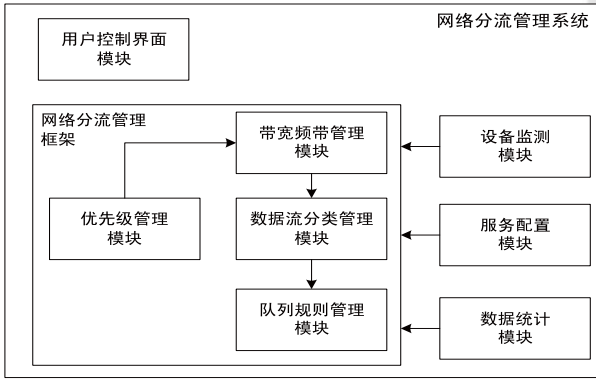 网络分流管理系统
用户控制界面
模块
网络分流管理
框架
带宽频带管理
模块
设备监测
模块
优先级管理
模块
数据流分类管理
模块
服务配置
模块
队列规则管理
模块
数据统计
模块